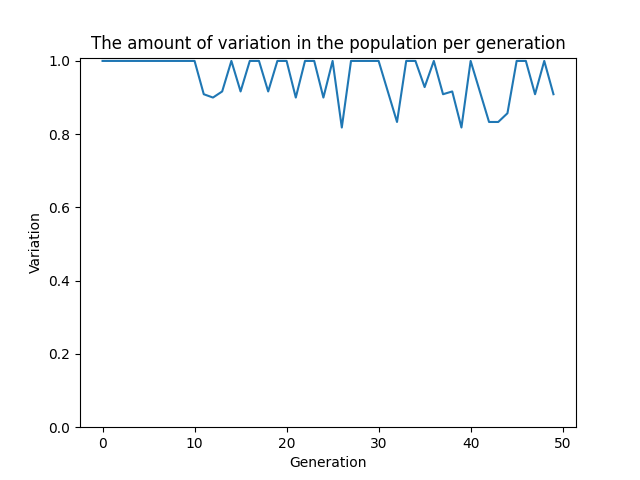 The amount of variation in the population per generation
1.0
0.8
0.6
0.4
0.2
0.0
Variation
0 10 20 30 40 50
Generation